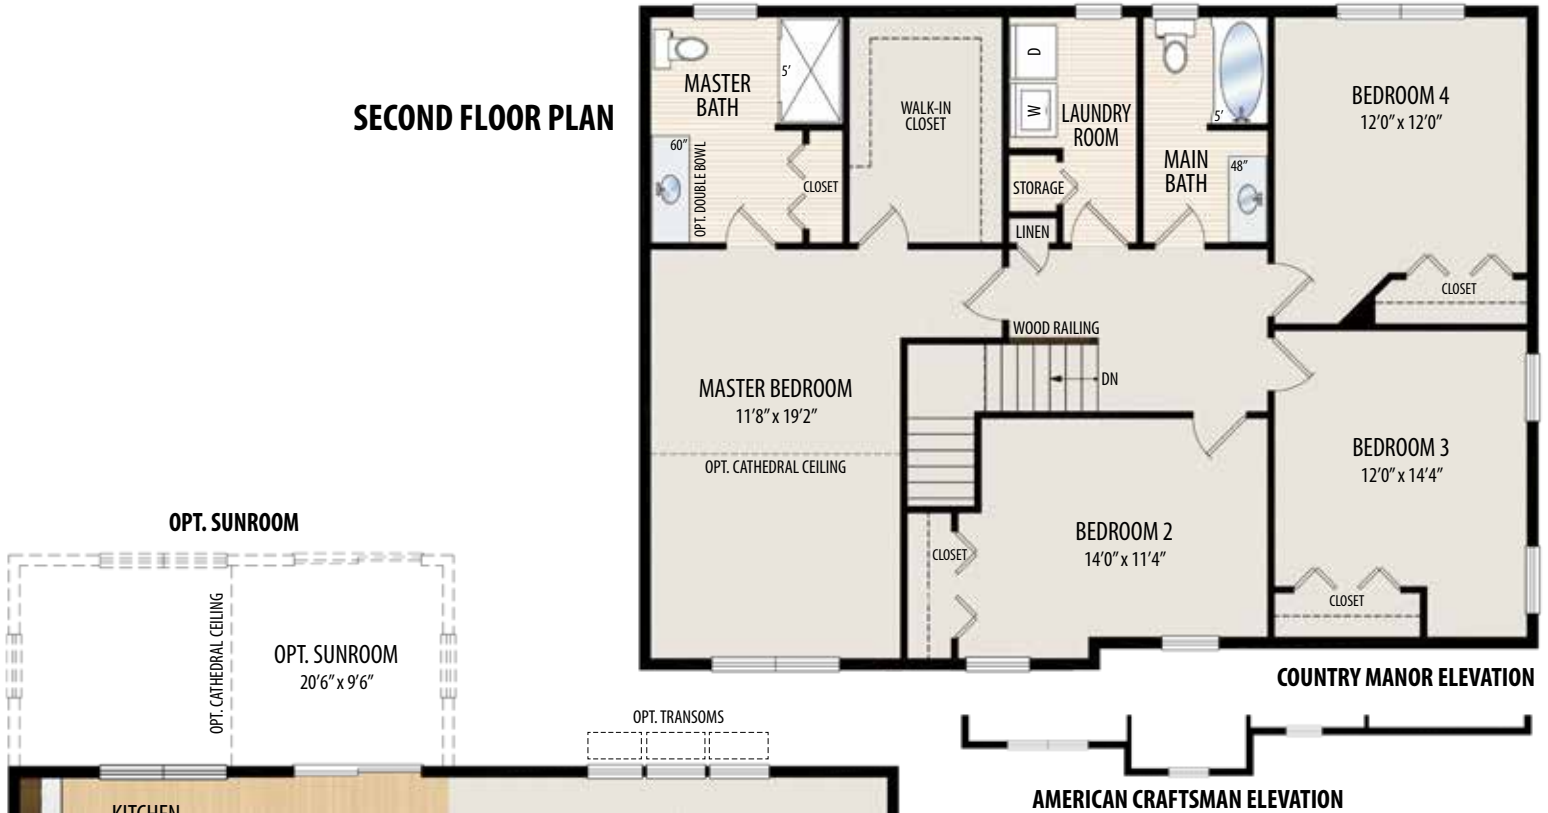 SECOND FLOOR PLAN
MASTER
BATH
5'
60"
OPT. DOUBLE BOWL
CLOSET
WALK-IN
CLOSET
D
W
LAUNDRY
ROOM
STORAGE
LINEN
5'
MAIN
BATH
48"
BEDROOM 4
12'0" x 12'0"
CLOSET
WOOD RAILING
DN
MASTER BEDROOM
11'8" x 19'2"
OPT. CATHEDRAL CEILING
BEDROOM 3
12'0" x 14'4"
CLOSET
BEDROOM 2
14'0" x 11'4"
CLOSET
COUNTRY MANOR ELEVATION
OPT. SUNROOM
OPT. CATHEDRAL CEILING
OPT. SUNROOM
20'6" x 9'6"
OPT. TRANSOMS
AMERICAN CRAFTSMAN ELEVATION
KITCHEN